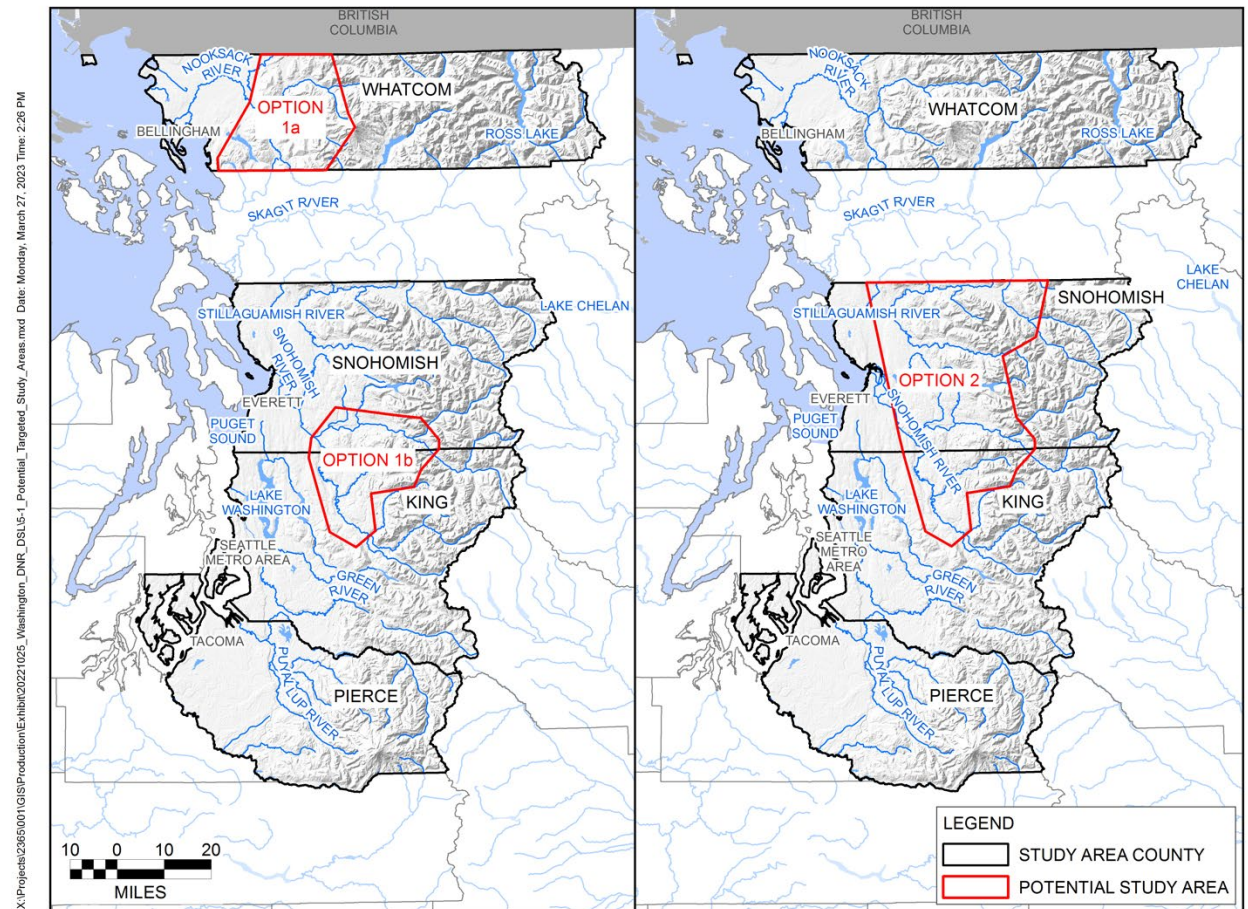 X:\Projects\2365\001\GIS\Production\Exhibit\20221025_Washington_DNR_DSL\5-1_Potential_Targeted_Study_Areas.mxd Date: Monday, March 27, 2023 Time: 2:26 PM
BRITISH
COLUMBIA
NOOKSACK
RIVER
OPTION
1a
WHATCOM
BELLINGHAM
ROSS LAKE
SKAGIT RIVER
LAKE CHELAN
STILLAGUAMISH RIVER
SNOHOMISH
RIVER
SNOHOMISH
EVERETT
PUGET
SOUND
OPTION 1b
LAKE
WASHINGTON
KING
SEATTLE
METRO AREA
GREEN
RIVER
TACOMA
PUYALLUP RIVER
PIERCE
10 0 10 20
MILES
BRITISH
COLUMBIA
NOOKSACK
RIVER
WHATCOM
BELLINGHAM
ROSS LAKE
SKAGIT RIVER
LAKE
CHELAN
SNOHOMISH
STILLAGUAMISH RIVER
OPTION 2
EVERETT
SNOHOMISH RIVER
PUGET
SOUND
LAKE
WASHINGTON
KING
SEATTLE
METRO
AREA
GREEN
RIVER
TACOMA
PUYALLUP RIVER
PIERCE
LEGEND
STUDY AREA COUNTY
POTENTIAL STUDY AREA